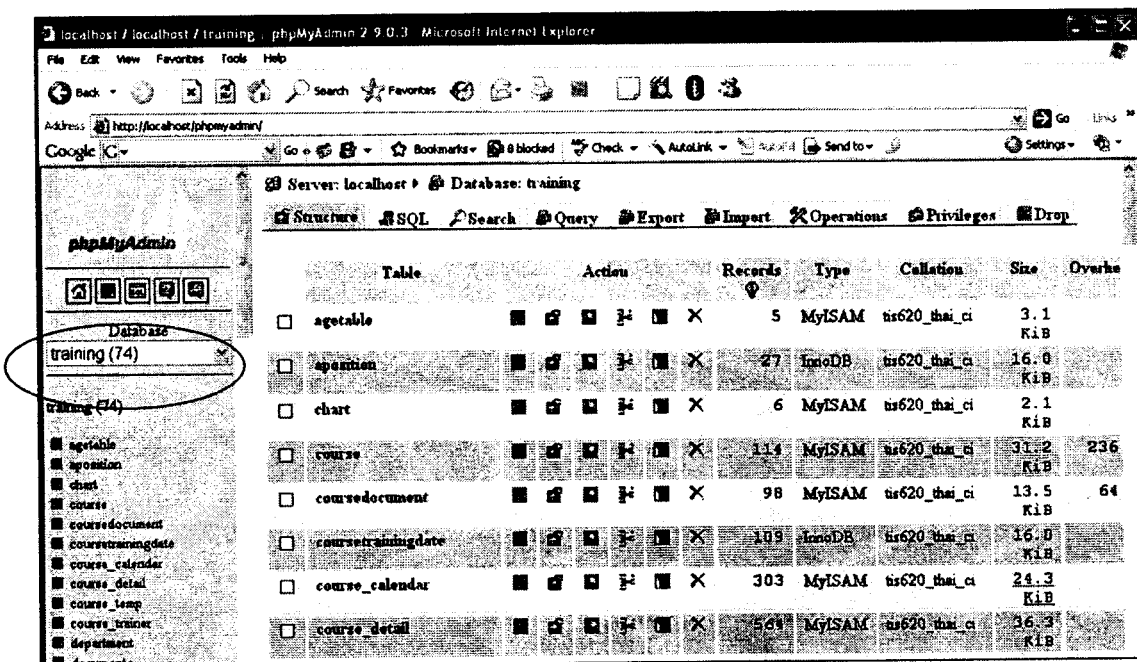 localhost / localhost / training | phpMyAdmin 2.9.0.3 - Microsoft Internet Explorer
File Edit View Favorites Tools Help
Back Search Favorites
Address http://localhost/phpmyadmin/ Go Links »
Google G Go Bookmarks 8 blocked Check AutoLink AutoFill Send to Settings
phpMyAdmin
Database
training (74)
training (74)
agetable
aposition
chart
course
coursedocument
coursetrainingdate
course_calendar
course_detail
course_temp
course_trainer
department
Server: localhost Database: training
Structure SQL Search Query Export Import Operations Privileges Drop
Table Action Records Type Collation Size Overhe
agetable 5 MyISAM tis620_thai_ci 3.1 KiB
aposition 27 InnoDB tis620_thai_ci 16.0 KiB
chart 6 MyISAM tis620_thai_ci 2.1 KiB
course 114 MyISAM tis620_thai_ci 31.2 KiB 236
coursedocument 98 MyISAM tis620_thai_ci 13.5 KiB 64
coursetrainingdate 109 InnoDB tis620_thai_ci 16.0 KiB
course_calendar 303 MyISAM tis620_thai_ci 24.3 KiB
course_detail 564 MyISAM tis620_thai_ci 36.3 KiB